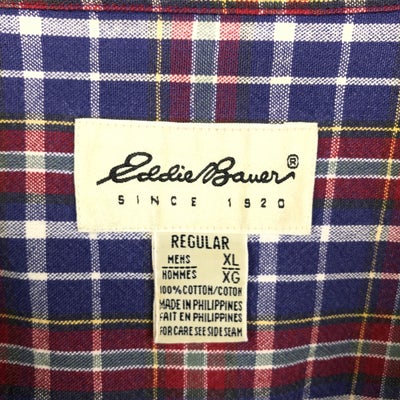 Eddie Bauer®
SINCE 1920
REGULAR
MENS XL
HOMMES XG
100% COTTON/COTON
MADE IN PHILIPPINES
FAIT EN PHILIPPINES
FOR CARE SEE SIDE SEAM